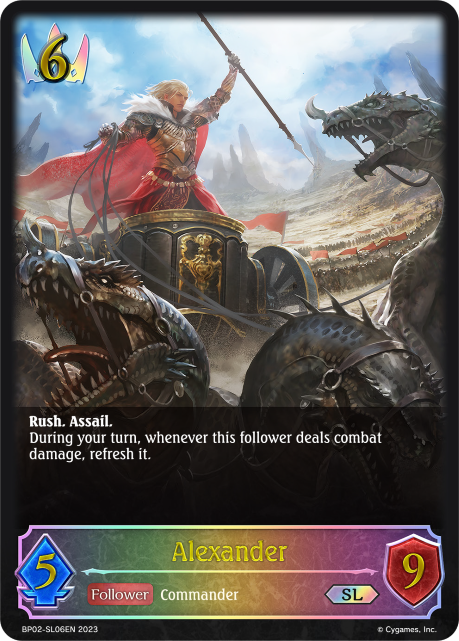 6
Rush. Assail.
During your turn, whenever this follower deals combat
damage, refresh it.
Alexander
5
9
Follower Commander
SL
BP02-SL06EN 2023
© Cygames, Inc.